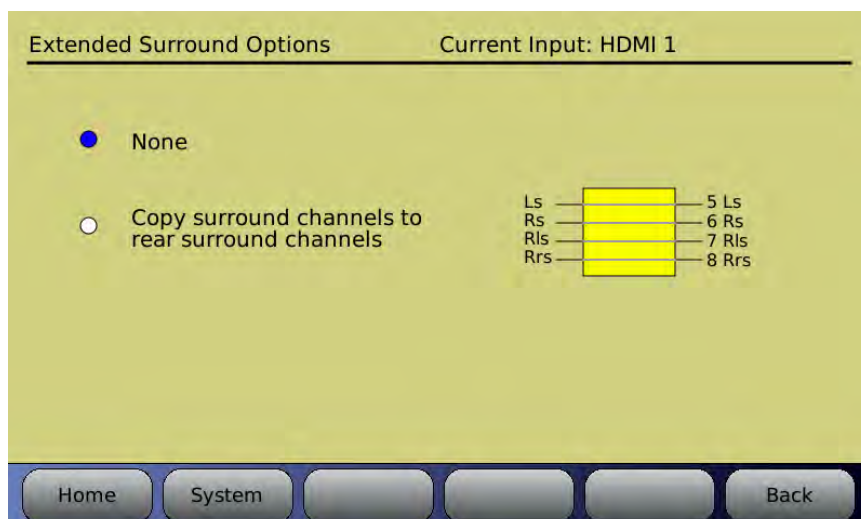 Extended Surround Options Current Input: HDMI 1
None
Copy surround channels to
rear surround channels
Ls 5 Ls
Rs 6 Rs
Rls 7 Rls
Rrs 8 Rrs
Home System Back